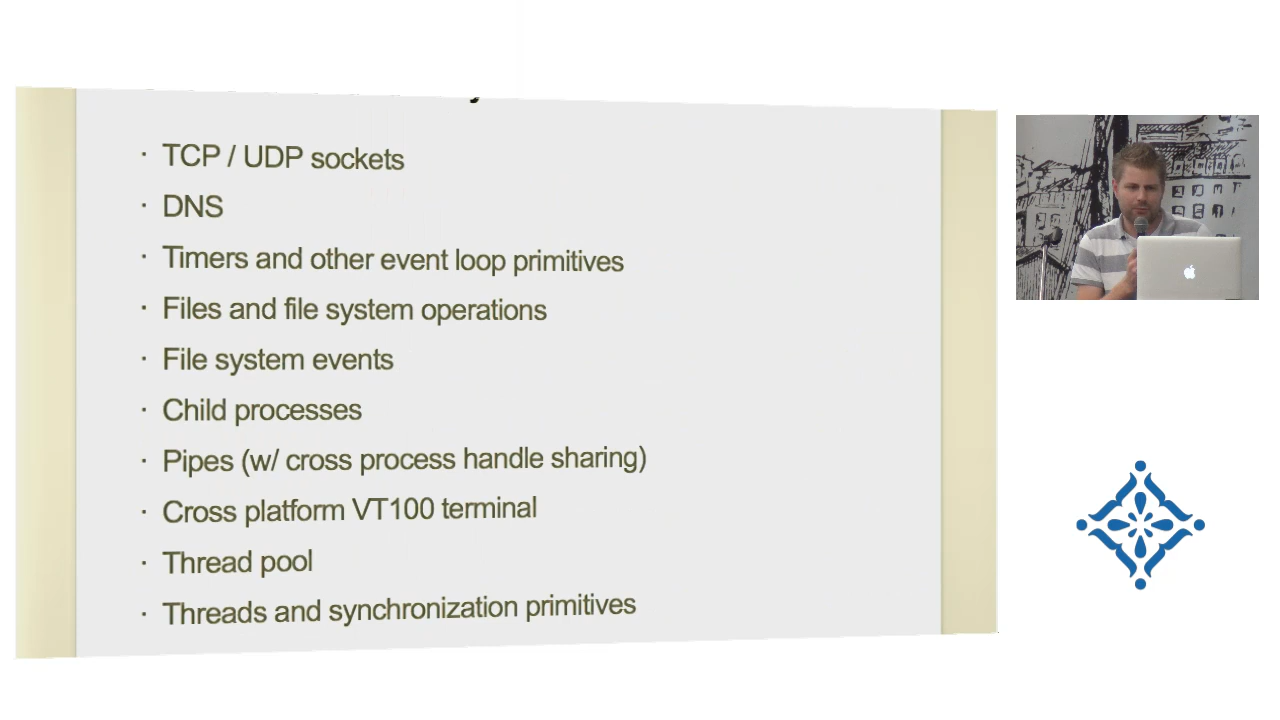 · TCP / UDP sockets
· DNS
· Timers and other event loop primitives
· Files and file system operations
· File system events
· Child processes
· Pipes (w/ cross process handle sharing)
· Cross platform VT100 terminal
· Thread pool
· Threads and synchronization primitives